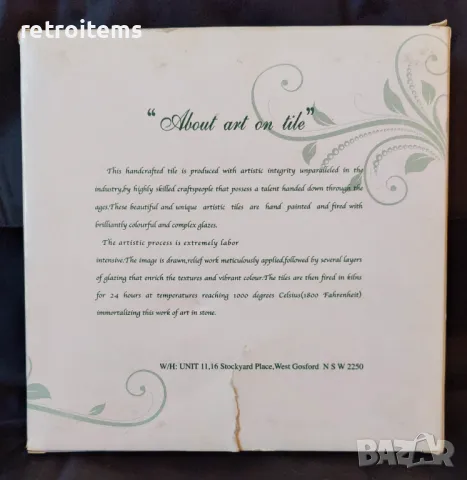 retroitems
"About art on tile"
This handcrafted tile is produced with artistic integrity unparalleled in the
industry,by highly skilled craftspeople that possess a talent handed down through the
ages.These beautiful and unique artistic tiles are hand painted and fired with
brilliantly colourful and complex glazes.
The artistic process is extremely labor
intensive.The image is drawn,relief work meticulously applied,followed by several layers
of glazing that enrich the textures and vibrant colour.The tiles are then fired in kilns
for 24 hours at temperatures reaching 1000 degrees Celsius(1800 Fahrenheit)
immortalizing this work of art in stone.
W/H: UNIT 11,16 Stockyard Place,West Gosford N S W 2250
BAZAR.bg